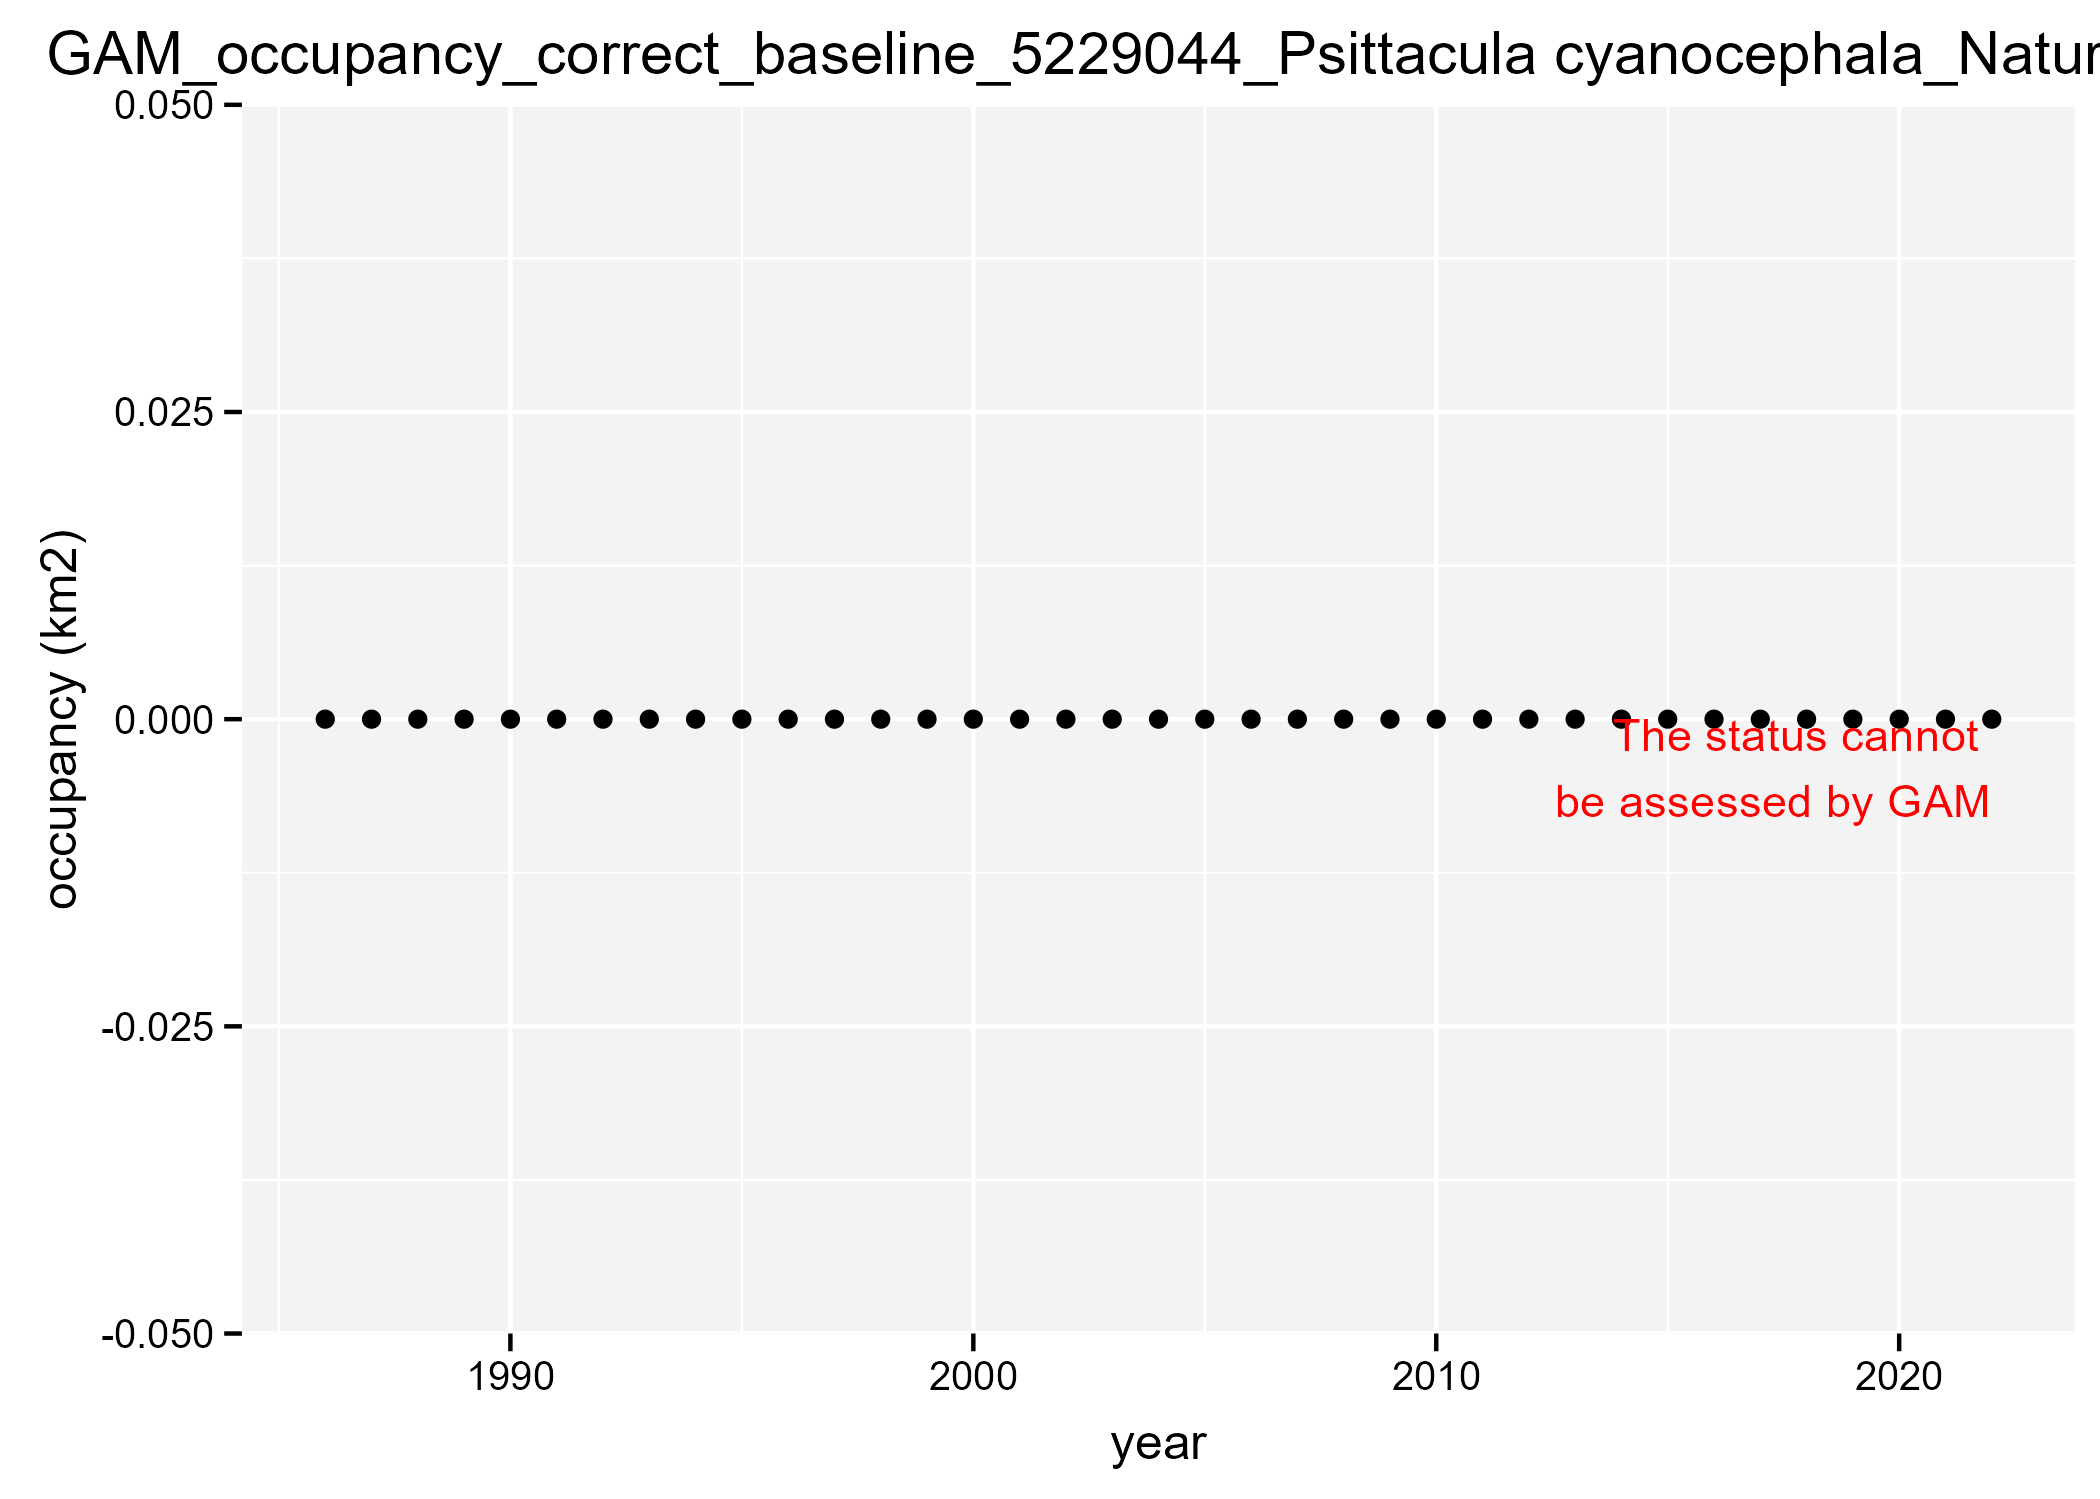 GAM_occupancy_correct_baseline_5229044_Psittacula cyanocephala_Natur
0.050
0.025
0.000
-0.025
-0.050
occupancy (km2)
The status cannot
be assessed by GAM
1990 2000 2010 2020
year